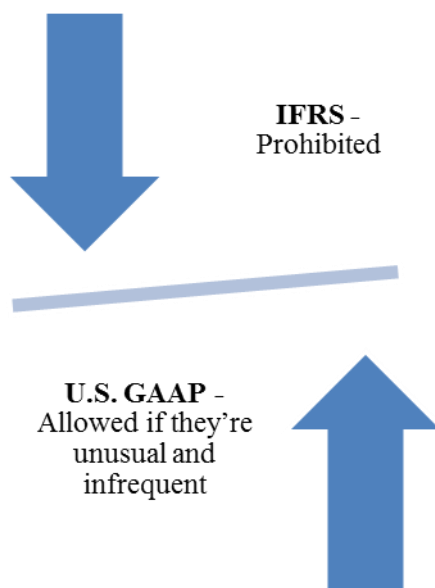 IFRS -
Prohibited
U.S. GAAP -
Allowed if they’re
unusual and
infrequent